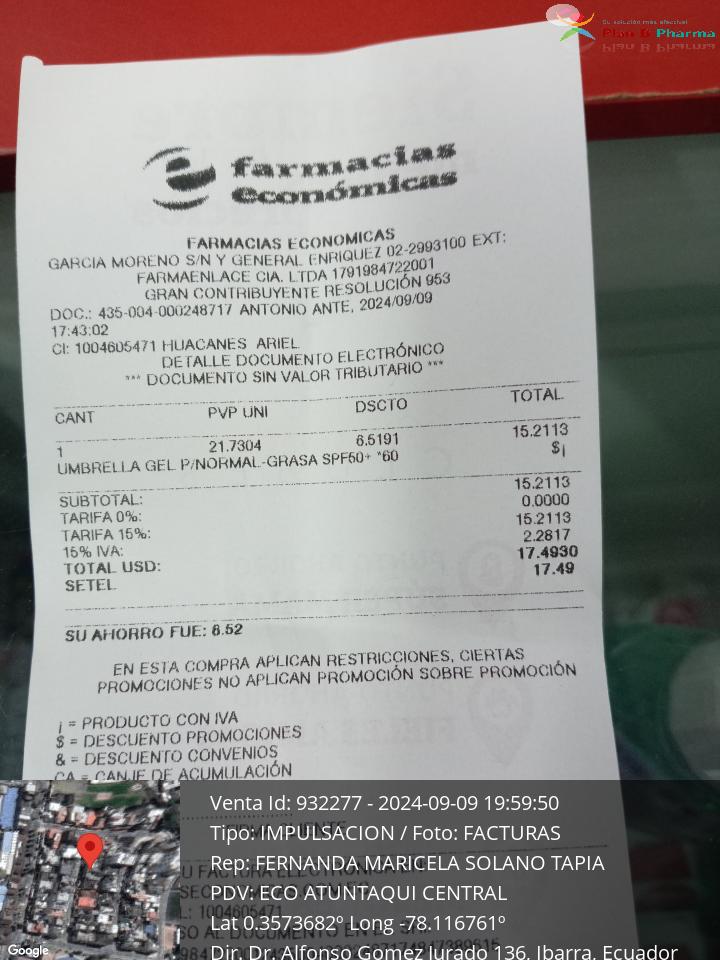 Su solución más efectiva!
Plan B Pharma
farmacias
económicas
FARMACIAS ECONOMICAS
GARCIA MORENO S/N Y GENERAL ENRIQUEZ 02-2993100 EXT:
FARMAENLACE CIA. LTDA 1791984722001
GRAN CONTRIBUYENTE RESOLUCIÓN 953
DOC.: 435-004-000248717 ANTONIO ANTE, 2024/09/09
17:43:02
CI: 1004605471 HUACANES ARIEL
DETALLE DOCUMENTO ELECTRÓNICO
*** DOCUMENTO SIN VALOR TRIBUTARIO ***
CANT PVP UNI DSCTO TOTAL
1 21.7304 6.5191 15.2113
UMBRELLA GEL P/NORMAL-GRASA SPF50+ *60 $¡
SUBTOTAL: 15.2113
TARIFA 0%: 0.0000
TARIFA 15%: 15.2113
15% IVA: 2.2817
TOTAL USD: 17.4930
SETEL 17.49
SU AHORRO FUE: 6.52
EN ESTA COMPRA APLICAN RESTRICCIONES, CIERTAS
PROMOCIONES NO APLICAN PROMOCIÓN SOBRE PROMOCIÓN
¡ = PRODUCTO CON IVA
$ = DESCUENTO PROMOCIONES
& = DESCUENTO CONVENIOS
CA = CANJE DE ACUMULACIÓN
Venta Id: 932277 - 2024-09-09 19:59:50
Tipo: IMPULSACION / Foto: FACTURAS
Rep: FERNANDA MARICELA SOLANO TAPIA
PDV: ECO ATUNTAQUI CENTRAL
Lat 0.3573682º Long -78.116761º
Dir. Dr. Alfonso Gomez Jurado 136, Ibarra, Ecuador
Google